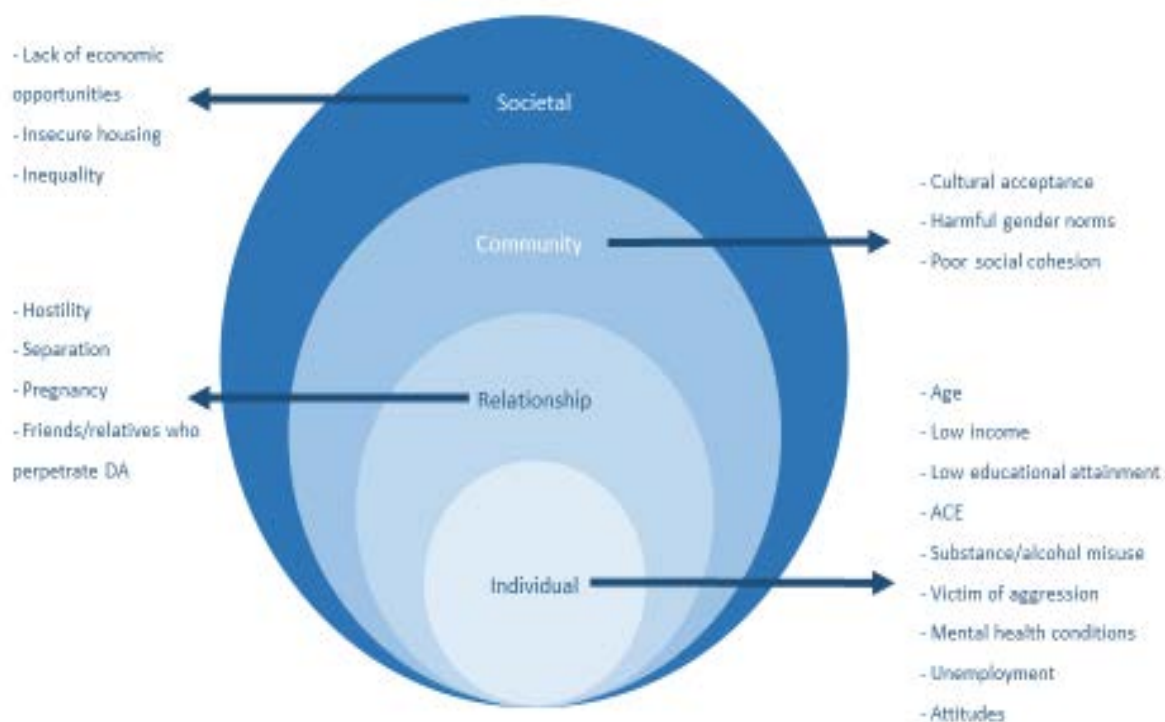 Societal
- Lack of economic
opportunities
- Insecure housing
- Inequality
Community
- Cultural acceptance
- Harmful gender norms
- Poor social cohesion
Relationship
- Hostility
- Separation
- Pregnancy
- Friends/relatives who
perpetrate DA
Individual
- Age
- Low income
- Low educational attainment
- ACE
- Substance/alcohol misuse
- Victim of aggression
- Mental health conditions
- Unemployment
- Attitudes